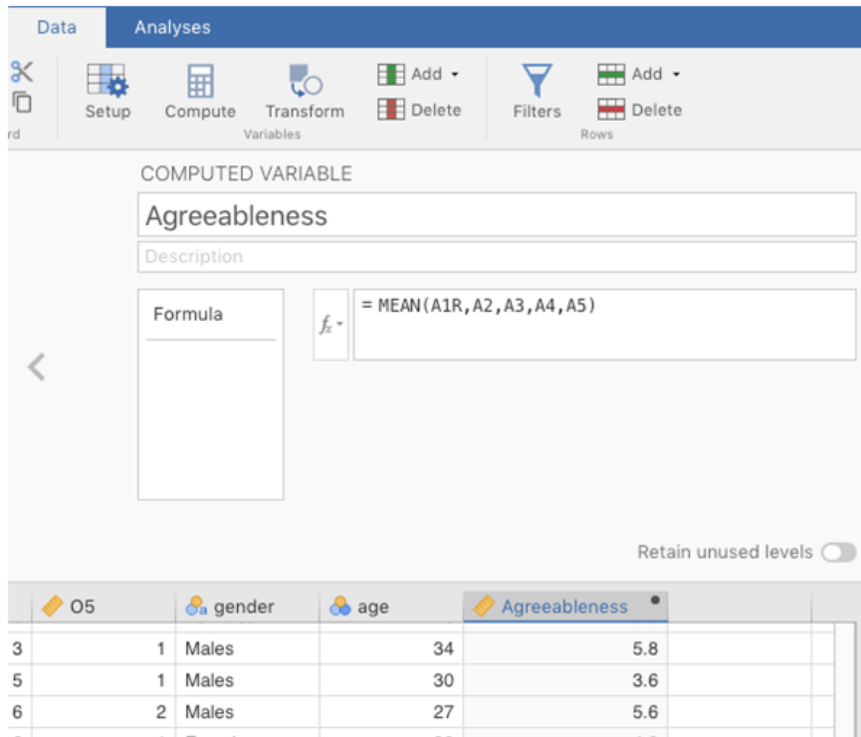 Data Analyses
Setup Compute Transform Add Delete Filters Add Delete
rd Variables Rows
COMPUTED VARIABLE
Agreeableness
Description
Formula
fx
= MEAN(A1R,A2,A3,A4,A5)
Retain unused levels
O5 gender age Agreeableness
3 1 Males 34 5.8
5 1 Males 30 3.6
6 2 Males 27 5.6